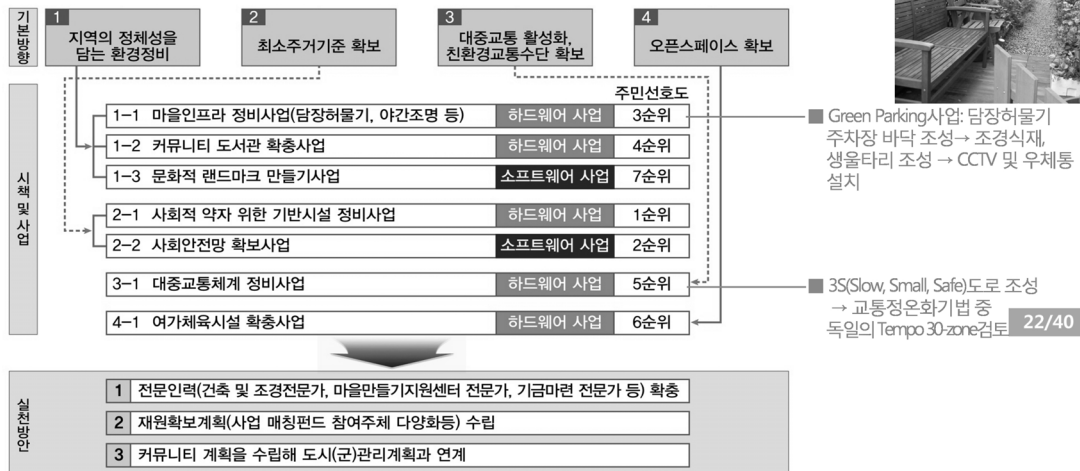 기본방향
1
지역의 정체성을
담는 환경정비
2
최소주거기준 확보
3
대중교통 활성화,
친환경교통수단 확보
4
오픈스페이스 확보
시책 및 사업
주민선호도
1-1 마을인프라 정비사업(담장허물기, 야간조명 등) 하드웨어 사업 3순위
1-2 커뮤니티 도서관 확충사업 하드웨어 사업 4순위
1-3 문화적 랜드마크 만들기사업 소프트웨어 사업 7순위
2-1 사회적 약자 위한 기반시설 정비사업 하드웨어 사업 1순위
2-2 사회안전망 확보사업 소프트웨어 사업 2순위
3-1 대중교통체계 정비사업 하드웨어 사업 5순위
4-1 여가체육시설 확충사업 하드웨어 사업 6순위
■ Green Parking사업: 담장허물기
주차장 바닥 조성→ 조경식재,
생울타리 조성 → CCTV 및 우체통
설치
■ 3S(Slow, Small, Safe)도로 조성
→ 교통정온화기법 중
독일의 Tempo 30-zone검토
22/40
실천방안
1 전문인력(건축 및 조경전문가, 마을만들기지원센터 전문가, 기금마련 전문가 등) 확충
2 재원확보계획(사업 매칭펀드 참여주체 다양화등) 수립
3 커뮤니티 계획을 수립해 도시(군)관리계획과 연계